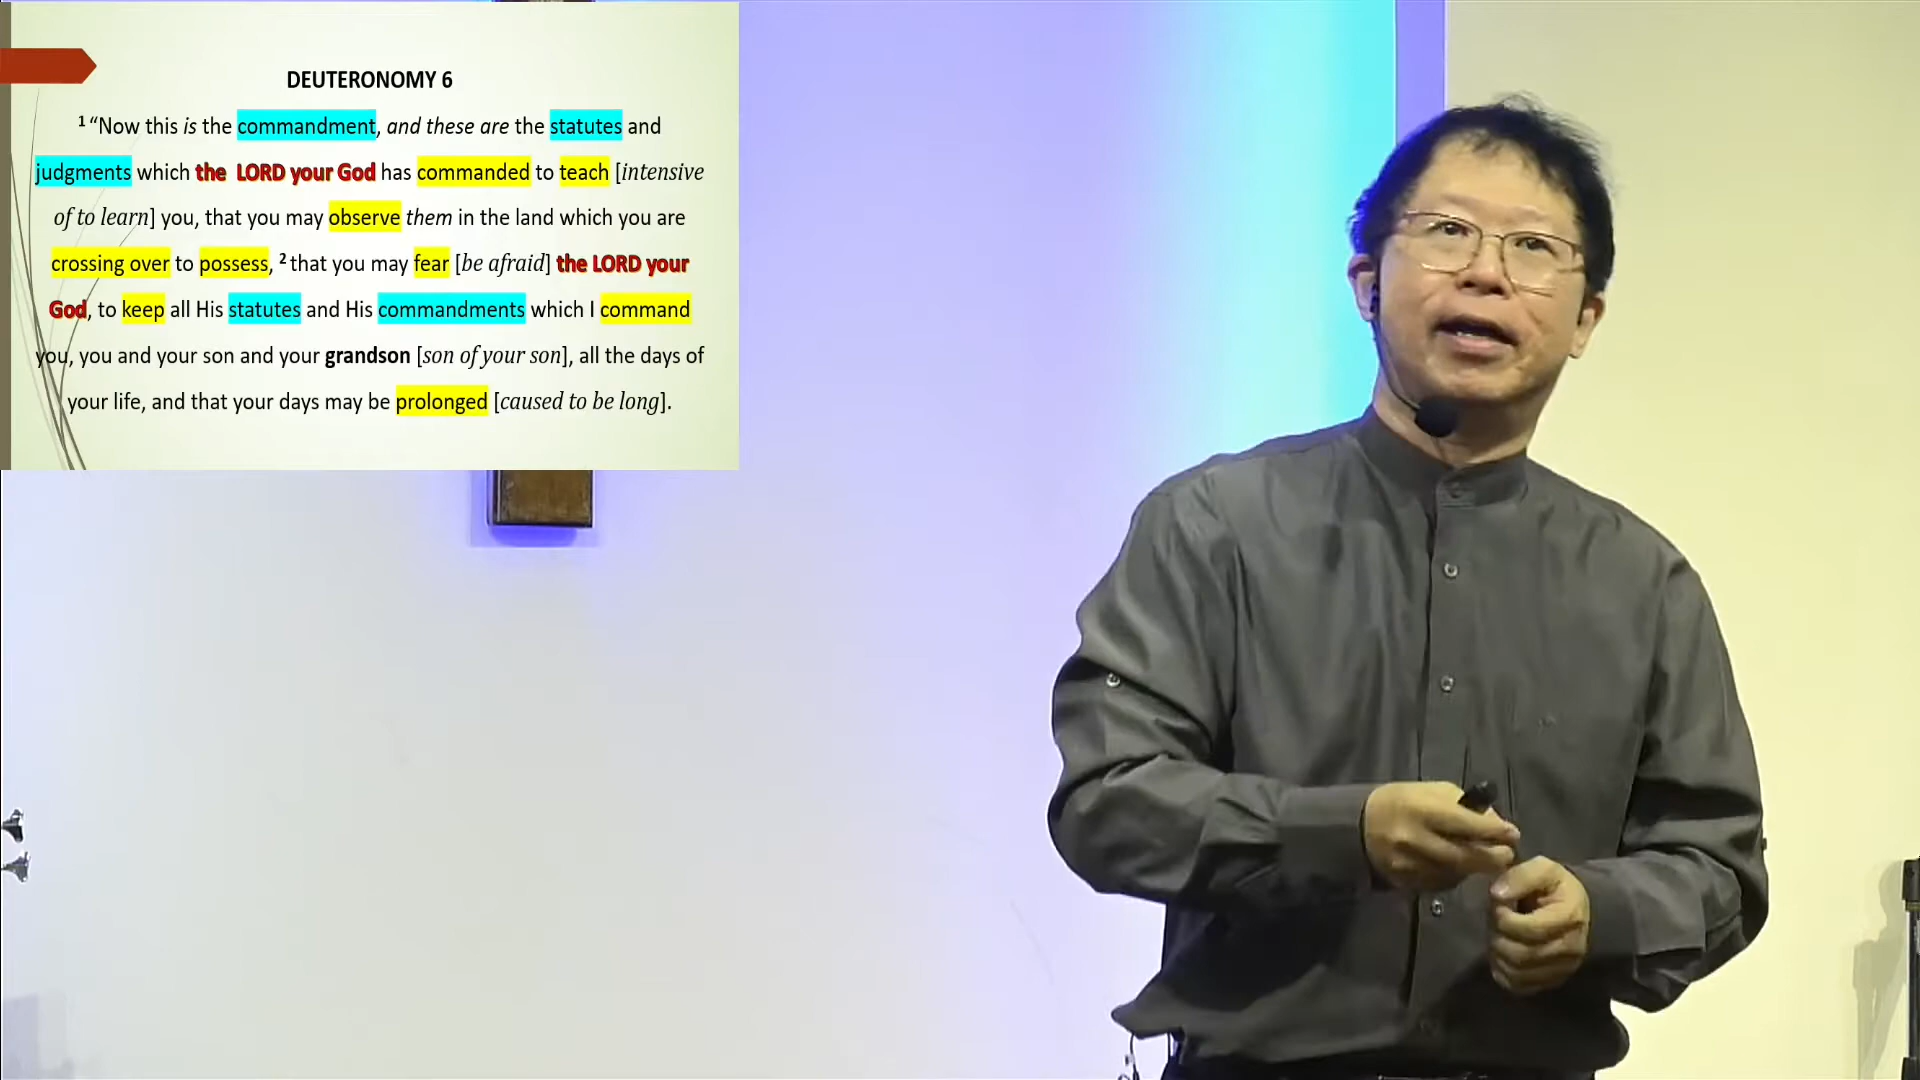 DEUTERONOMY 6
1 “Now this is the commandment, and these are the statutes and
judgments which the LORD your God has commanded to teach [intensive
of to learn] you, that you may observe them in the land which you are
crossing over to possess, 2 that you may fear [be afraid] the LORD your
God, to keep all His statutes and His commandments which I command
you, you and your son and your grandson [son of your son], all the days of
your life, and that your days may be prolonged [caused to be long].